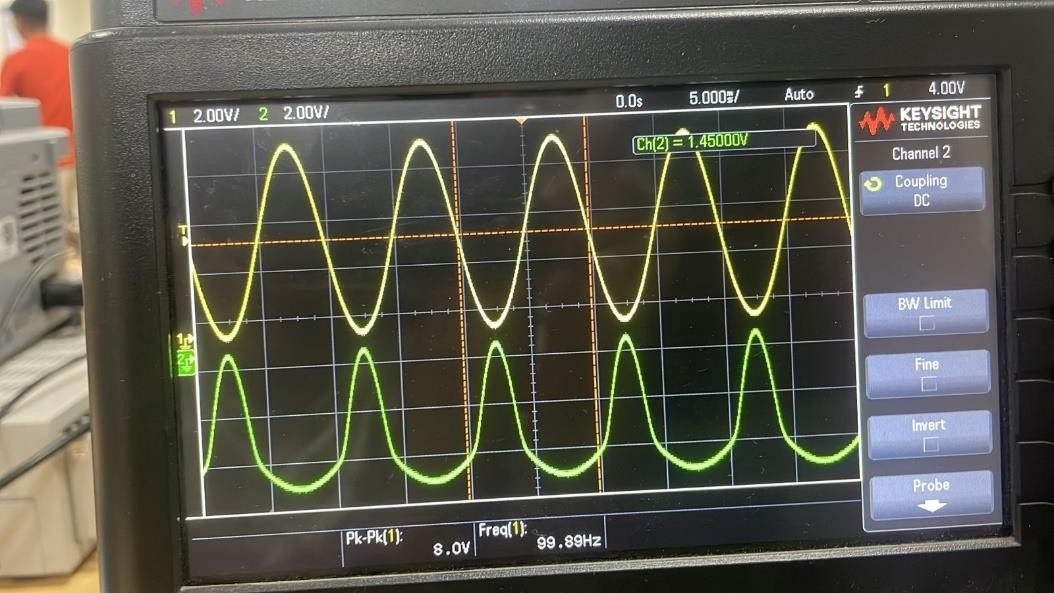 1 2.00V/ 2 2.00V/ 0.0s 5.000ms/ Auto 1 4.00V
KEYSIGHT
TECHNOLOGIES
Ch(2) = 1.45000V
Channel 2
Coupling
DC
T
1
2
BW Limit
Fine
Invert
Probe
Pk-Pk(1):
8.0V
Freq(1):
99.89Hz